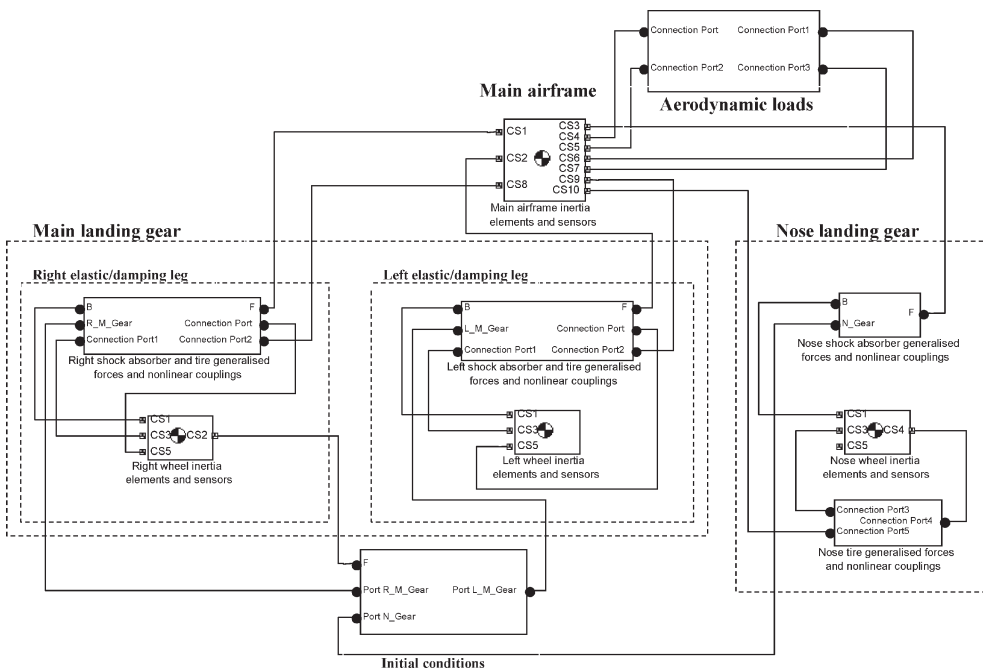 Connection Port Connection Port1
Connection Port2 Connection Port3
Aerodynamic loads
Main airframe
CS1
CS2
CS8
CS3
CS4
CS5
CS6
CS7
CS9
CS10
Main airframe inertia
elements and sensors
Main landing gear
Right elastic/damping leg
B F
R_M_Gear Connection Port
Connection Port1 Connection Port2
Right shock absorber and tire generalised
forces and nonlinear couplings
CS1
CS3 CS2
CS5
Right wheel inertia
elements and sensors
Left elastic/damping leg
B F
L_M_Gear Connection Port
Connection Port1 Connection Port2
Left shock absorber and tire generalised
forces and nonlinear couplings
CS1
CS3
CS5
Left wheel inertia
elements and sensors
Nose landing gear
B
F
N_Gear
Nose shock absorber generalised
forces and nonlinear couplings
CS1
CS3 CS4
CS5
Nose wheel inertia
elements and sensors
Connection Port3
Connection Port4
Connection Port5
Nose tire generalised forces
and nonlinear couplings
F
Port R_M_Gear Port L_M_Gear
Port N_Gear
Initial conditions